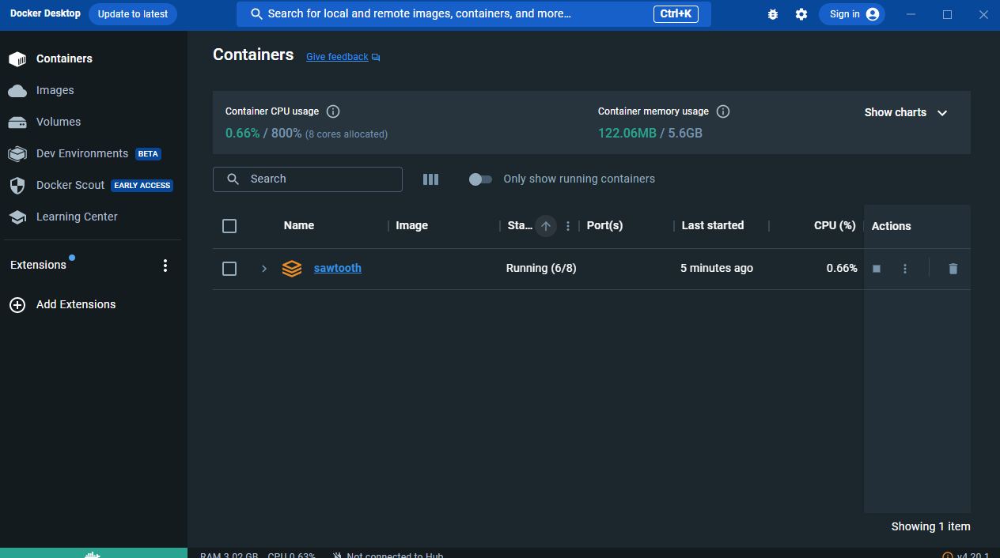 Docker Desktop Update to latest Search for local and remote images, containers, and more... Ctrl+K Sign in
Containers
Images
Volumes
Dev Environments BETA
Docker Scout EARLY ACCESS
Learning Center
Extensions
Add Extensions
Containers Give feedback
Container CPU usage
0.66% / 800% (8 cores allocated)
Container memory usage
122.06MB / 5.6GB
Show charts
Search Only show running containers
Name Image Sta... Port(s) Last started CPU (%) Actions
sawtooth Running (6/8) 5 minutes ago 0.66%
Showing 1 item
RAM 3.02 GB CPU 0.63% Not connected to Hub v4.20.1